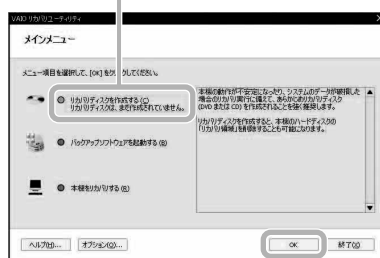 VAIO リカバリユーティリティ
メインメニュー
メニュー項目を選択して、[OK] をクリックしてください。
リカバリディスクを作成する(C)
リカバリディスクは、まだ作成されていません。
バックアップソフトウェアを起動する(B)
本機をリカバリする(R)
本機の動作が不安定になったり、システムのデータが破損した
場合のリカバリ実行に備えて、あらかじめリカバリディスク
(DVD または CD) を作成されることを強く推奨します。
リカバリディスクを作成すると、本機のハードディスクの
「リカバリ領域」を削除することも可能になります。
ヘルプ(H)... オプション(O)... OK 終了(X)